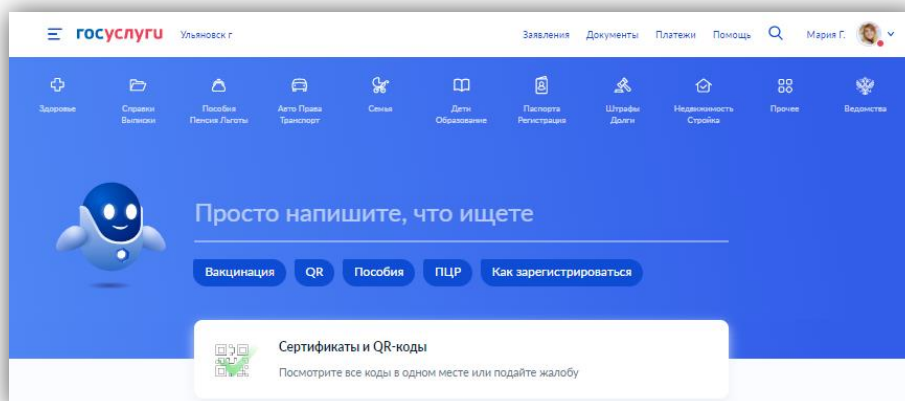 госуслуги Ульяновск г Заявления Документы Платежи Помощь Мария Г.
Здоровье Справки Пособия Авто Права Семья Дети Паспорта Штрафы Недвижимость Прочее Ведомства
Выписки Пенсия Льготы Транспорт Образование Регистрация Долги Стройка
Просто напишите, что ищете
Вакцинация QR Пособия ПЦР Как зарегистрироваться
Сертификаты и QR-коды
Посмотрите все коды в одном месте или подайте жалобу